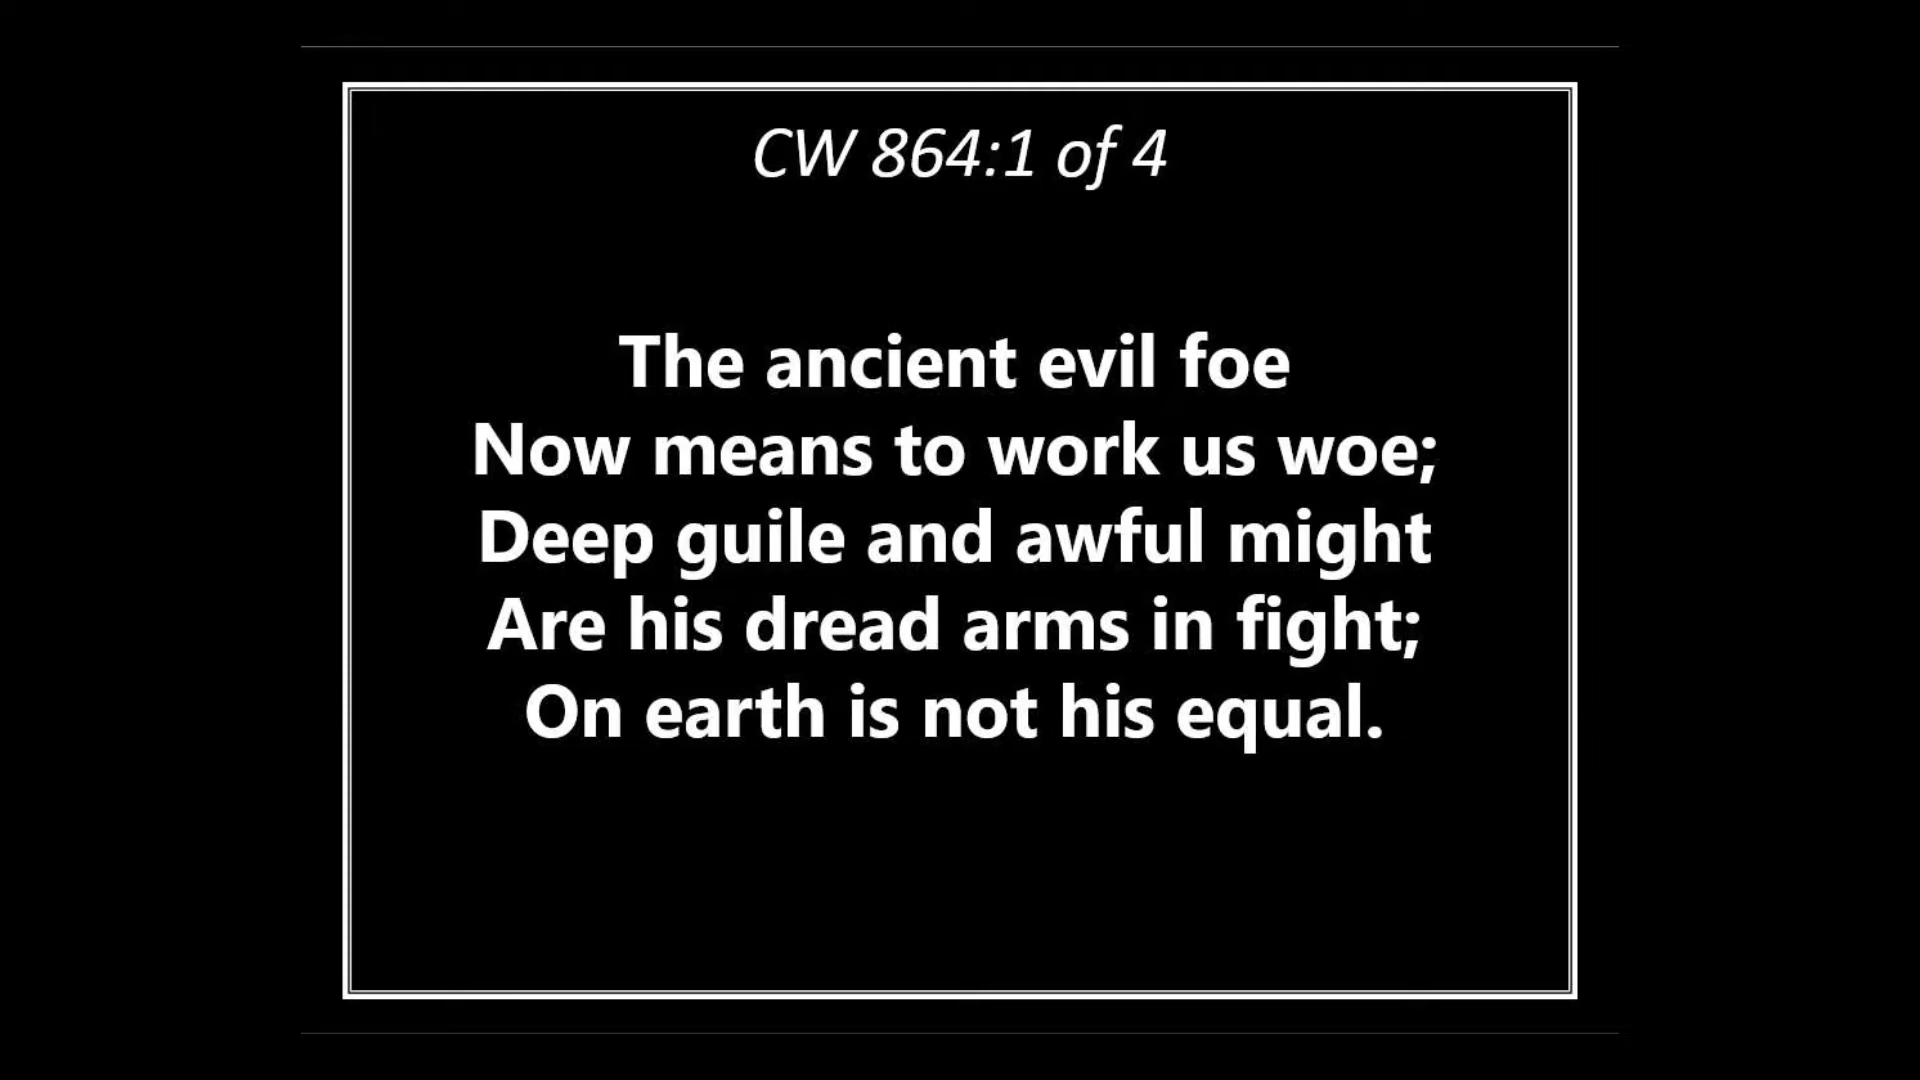 CW 864:1 of 4
The ancient evil foe
Now means to work us woe;
Deep guile and awful might
Are his dread arms in fight;
On earth is not his equal.